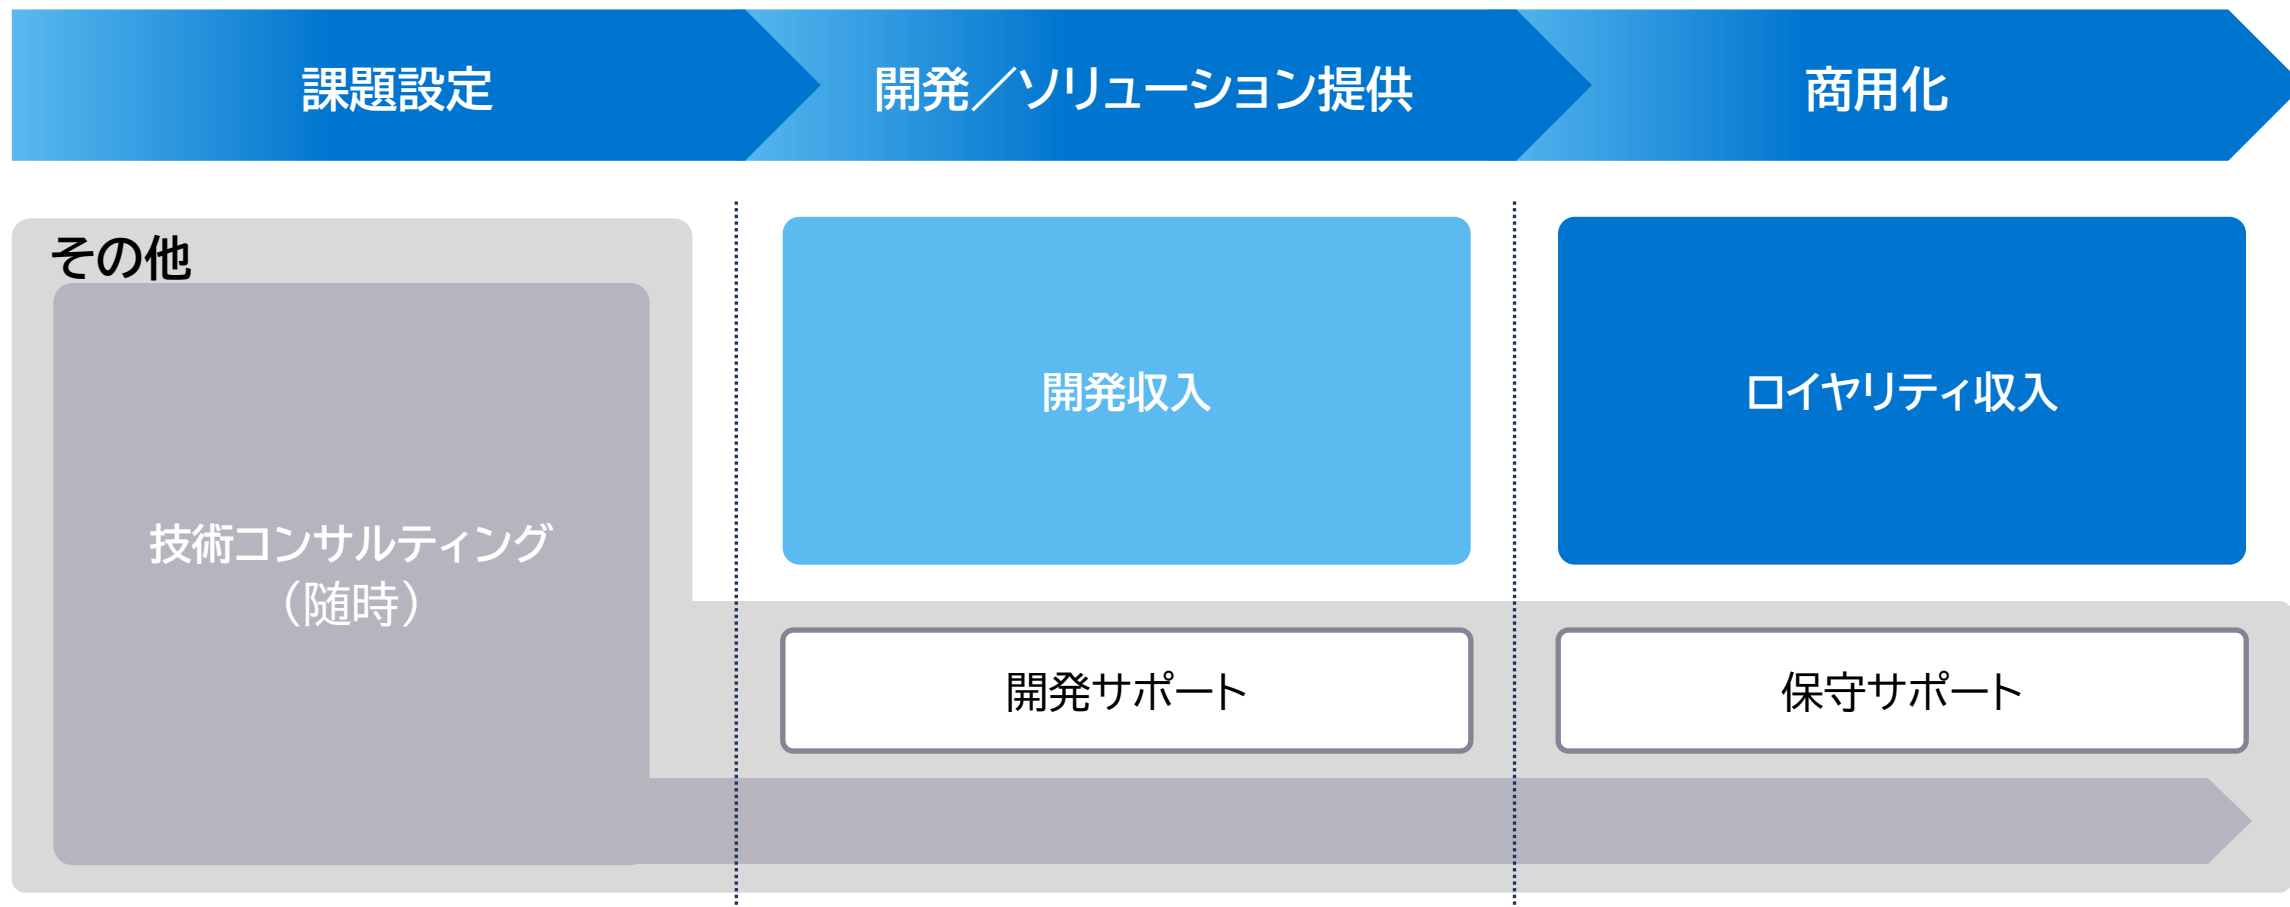 課題設定
開発／ソリューション提供
商用化
その他
技術コンサルティング
（随時）
開発収入
ロイヤリティ収入
開発サポート
保守サポート